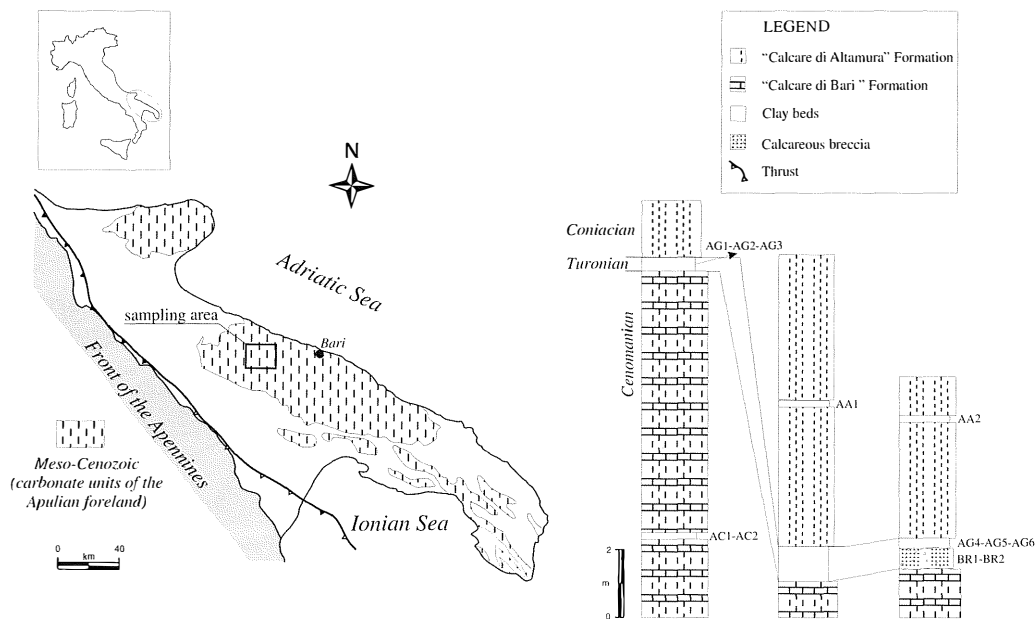 LEGEND
"Calcare di Altamura" Formation
"Calcare di Bari " Formation
Clay beds
Calcareous breccia
Thrust
N
Adriatic Sea
sampling area
Bari
Front of the Apennines
Meso-Cenozoic
(carbonate units of the
Apulian foreland)
Ionian Sea
0 km 40
Coniacian
Turonian
Cenomanian
AG1-AG2-AG3
AC1-AC2
AA1
AA2
AG4-AG5-AG6
BR1-BR2
2
m
0